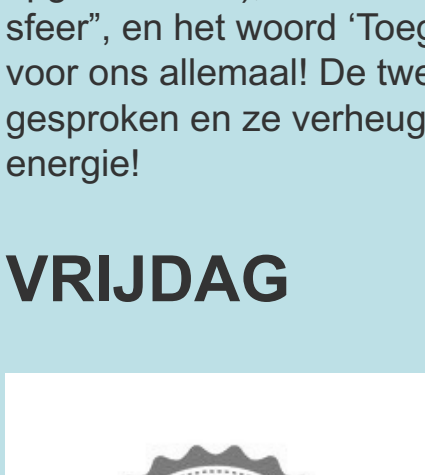 sfeer”, en het woord ‘Toeg
voor ons allemaal! De twe
gesproken en ze verheug
energie!
VRIJDAG